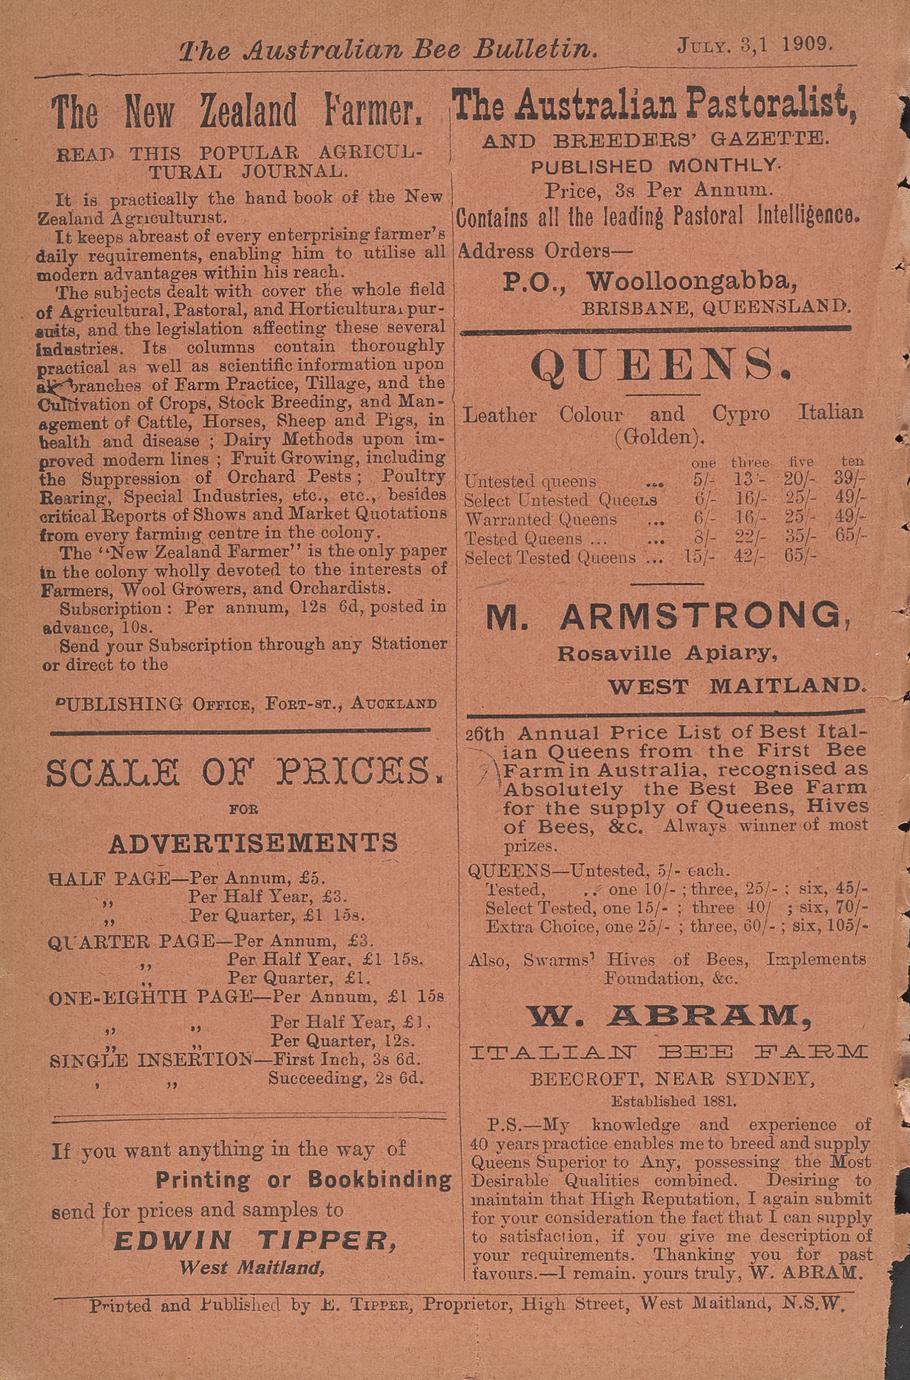 The Australian Bee Bulletin. JULY. 3,1 1909.
The New Zealand Farmer.
READ THIS POPULAR AGRICUL-
TURAL JOURNAL.
It is practically the hand book of the New
Zealand Agriculturist.
It keeps abreast of every enterprising farmer's
daily requirements, enabling him to utilise all
modern advantages within his reach.
The subjects dealt with cover the whole field
of Agricultural, Pastoral, and Horticultural pur-
suits, and the legislation affecting these several
industries. Its columns contain thoroughly
practical as well as scientific information upon
all branches of Farm Practice, Tillage, and the
Cultivation of Crops, Stock Breeding, and Man-
agement of Cattle, Horses, Sheep and Pigs, in
health and disease ; Dairy Methods upon im-
proved modern lines ; Fruit Growing, including
the Suppression of Orchard Pests ; Poultry
Rearing, Special Industries, etc., etc., besides
critical Reports of Shows and Market Quotations
from every farming centre in the colony.
The "New Zealand Farmer" is the only paper
in the colony wholly devoted to the interests of
Farmers, Wool Growers, and Orchardists.
Subscription : Per annum, 12s 6d, posted in
advance, 10s.
Send your Subscription through any Stationer
or direct to the
PUBLISHING OFFICE, FORT-ST., AUCKLAND
SCALE OF PRICES.
FOR
ADVERTISEMENTS
HALF PAGE—Per Annum, £5.
,, Per Half Year, £3.
,, Per Quarter, £1 15s.
QUARTER PAGE—Per Annum, £3.
,, Per Half Year, £1 15s.
,, Per Quarter, £1.
ONE-EIGHTH PAGE—Per Annum, £1 15s
,, ,, Per Half Year, £1.
,, ,, Per Quarter, 12s.
SINGLE INSERTION—First Inch, 3s 6d.
, ,, Succeeding, 2s 6d.
If you want anything in the way of
Printing or Bookbinding
send for prices and samples to
EDWIN TIPPER,
West Maitland,
The Australian Pastoralist,
AND BREEDERS' GAZETTE.
PUBLISHED MONTHLY.
Price, 3s Per Annum.
Contains all the leading Pastoral Intelligence.
Address Orders—
P.O., Woolloongabba,
BRISBANE, QUEENSLAND.
QUEENS.
Leather Colour and Cypro Italian
(Golden).
one three five ten
Untested queens ... 5/- 13/- 20/- 39/-
Select Untested Queens 6/- 16/- 25/- 49/-
Warranted Queens ... 6/- 16/- 25/- 49/-
Tested Queens ... ... 8/- 22/- 35/- 65/-
Select Tested Queens ... 15/- 42/- 65/-
M. ARMSTRONG,
Rosaville Apiary,
WEST MAITLAND.
26th Annual Price List of Best Ital-
ian Queens from the First Bee
Farm in Australia, recognised as
Absolutely the Best Bee Farm
for the supply of Queens, Hives
of Bees, &c. Always winner of most
prizes.
QUEENS—Untested, 5/- each.
Tested, .. one 10/- ; three, 25/- ; six, 45/-
Select Tested, one 15/- ; three 40/ ; six, 70/-
Extra Choice, one 25/- ; three, 60/- ; six, 105/-
Also, Swarms' Hives of Bees, Implements
Foundation, &c.
W. ABRAM,
ITALIAN BEE FARM
BEECROFT, NEAR SYDNEY,
Established 1881.
P.S.—My knowledge and experience of
40 years practice enables me to breed and supply
Queens Superior to Any, possessing the Most
Desirable Qualities combined. Desiring to
maintain that High Reputation, I again submit
for your consideration the fact that I can supply
to satisfaction, if you give me description of
your requirements. Thanking you for past
favours.—I remain. yours truly, W. ABRAM.
Printed and Published by E. TIPPER, Proprietor, High Street, West Maitland, N.S.W.